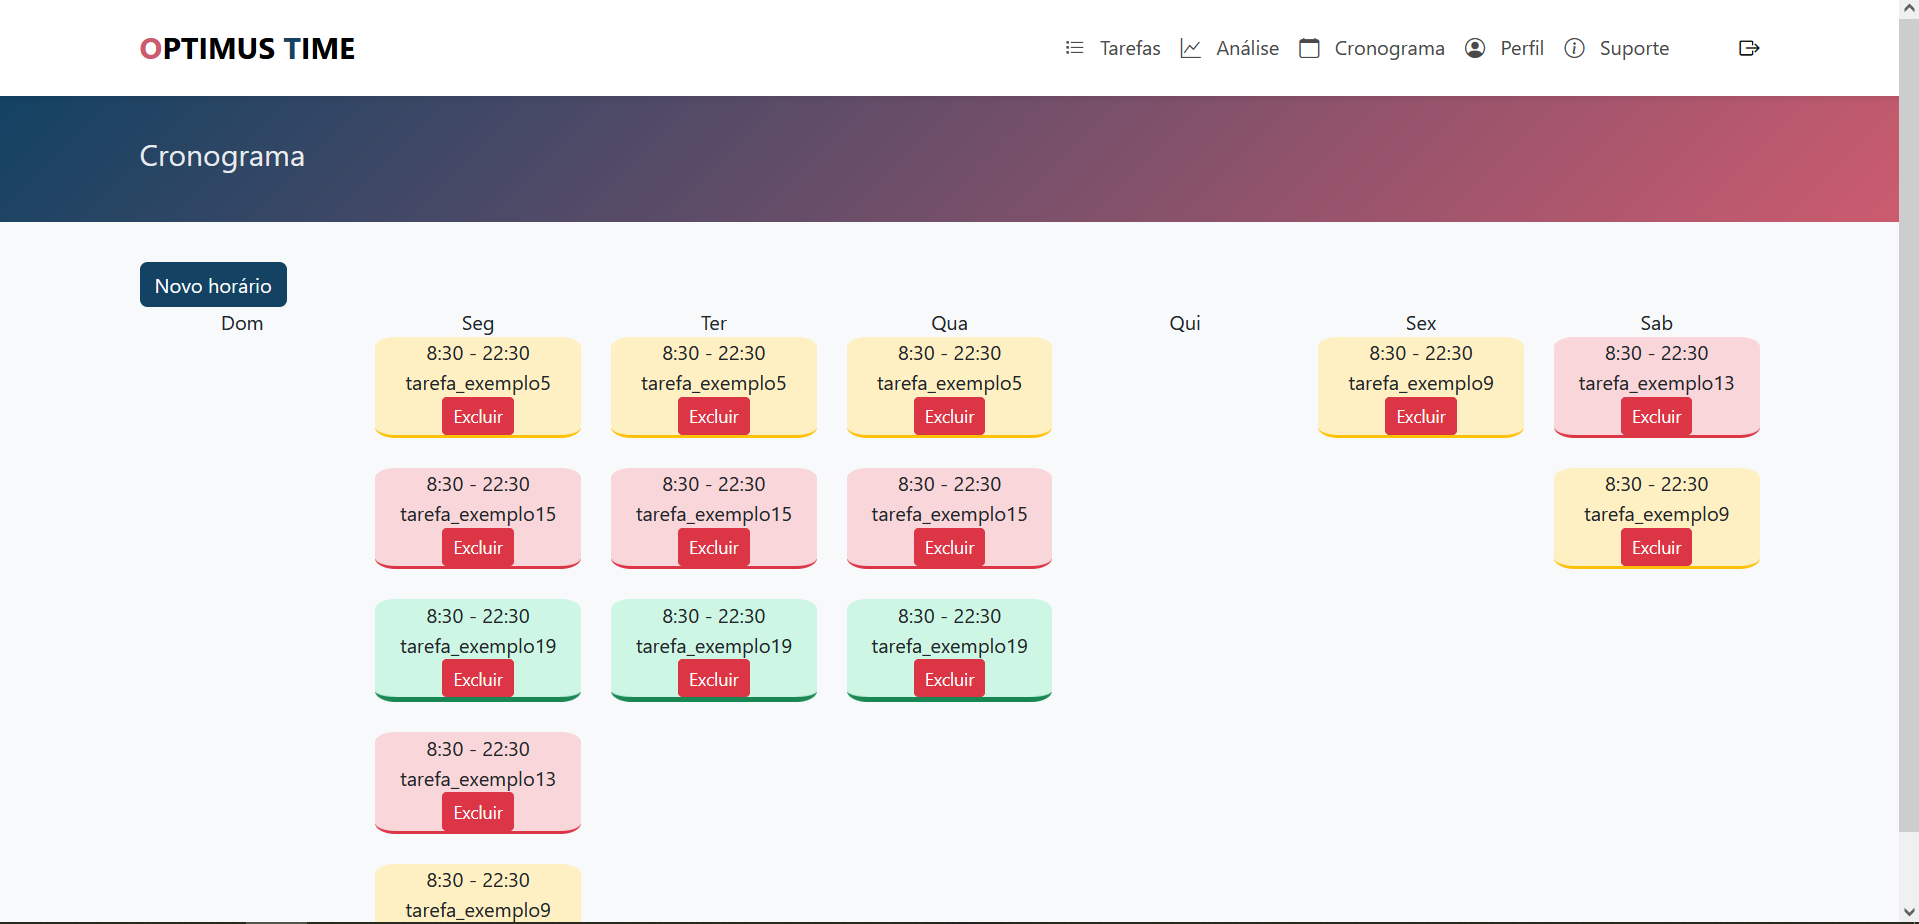 OPTIMUS TIME
Tarefas Análise Cronograma Perfil Suporte
Cronograma
Novo horário
Dom Seg Ter Qua Qui Sex Sab
8:30 - 22:30 8:30 - 22:30 8:30 - 22:30 8:30 - 22:30 8:30 - 22:30
tarefa_exemplo5 tarefa_exemplo5 tarefa_exemplo5 tarefa_exemplo9 tarefa_exemplo13
Excluir Excluir Excluir Excluir Excluir
8:30 - 22:30 8:30 - 22:30 8:30 - 22:30 8:30 - 22:30
tarefa_exemplo15 tarefa_exemplo15 tarefa_exemplo15 tarefa_exemplo9
Excluir Excluir Excluir Excluir
8:30 - 22:30 8:30 - 22:30 8:30 - 22:30
tarefa_exemplo19 tarefa_exemplo19 tarefa_exemplo19
Excluir Excluir Excluir
8:30 - 22:30
tarefa_exemplo13
Excluir
8:30 - 22:30
tarefa_exemplo9